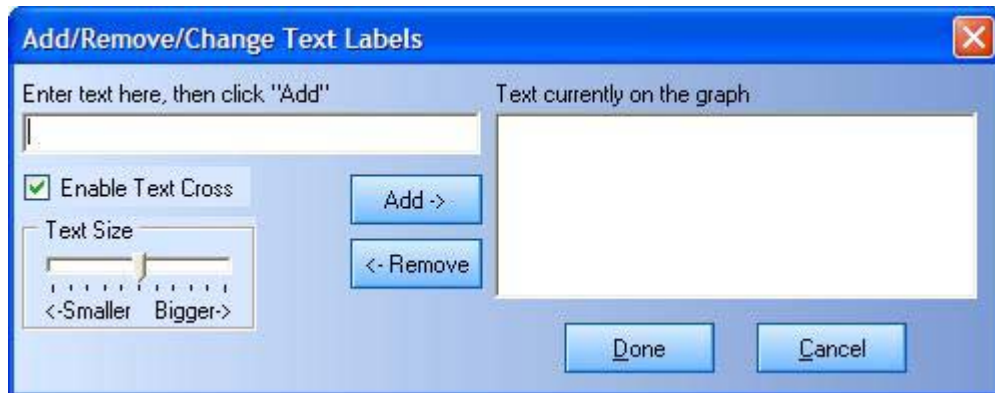 Add/Remove/Change Text Labels
Enter text here, then click "Add"
Text currently on the graph
Enable Text Cross
Add ->
Text Size
<- Remove
<-Smaller Bigger->
Done
Cancel